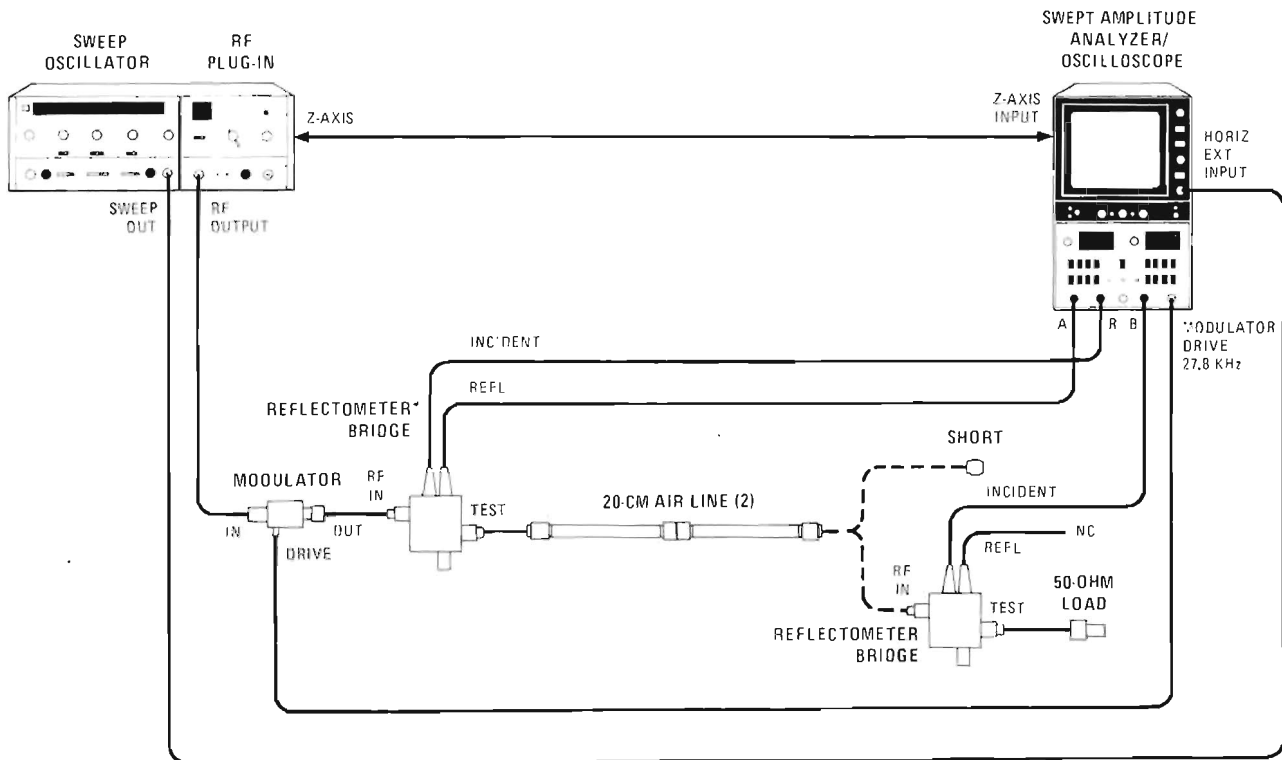 SWEEP
OSCILLATOR
RF
PLUG-IN
SWEPT AMPLITUDE
ANALYZER/
OSCILLOSCOPE
Z-AXIS
Z-AXIS
INPUT
HORIZ
EXT
INPUT
SWEEP
OUT
RF
OUTPUT
A
R
B
MODULATOR
DRIVE
27.8 KHz
INCIDENT
REFL
REFLECTOMETER
BRIDGE
MODULATOR
RF
IN
TEST
20-CM AIR LINE (2)
SHORT
INCIDENT
IN
OUT
DRIVE
NC
REFL
RF
IN
TEST
50-OHM
LOAD
REFLECTOMETER
BRIDGE